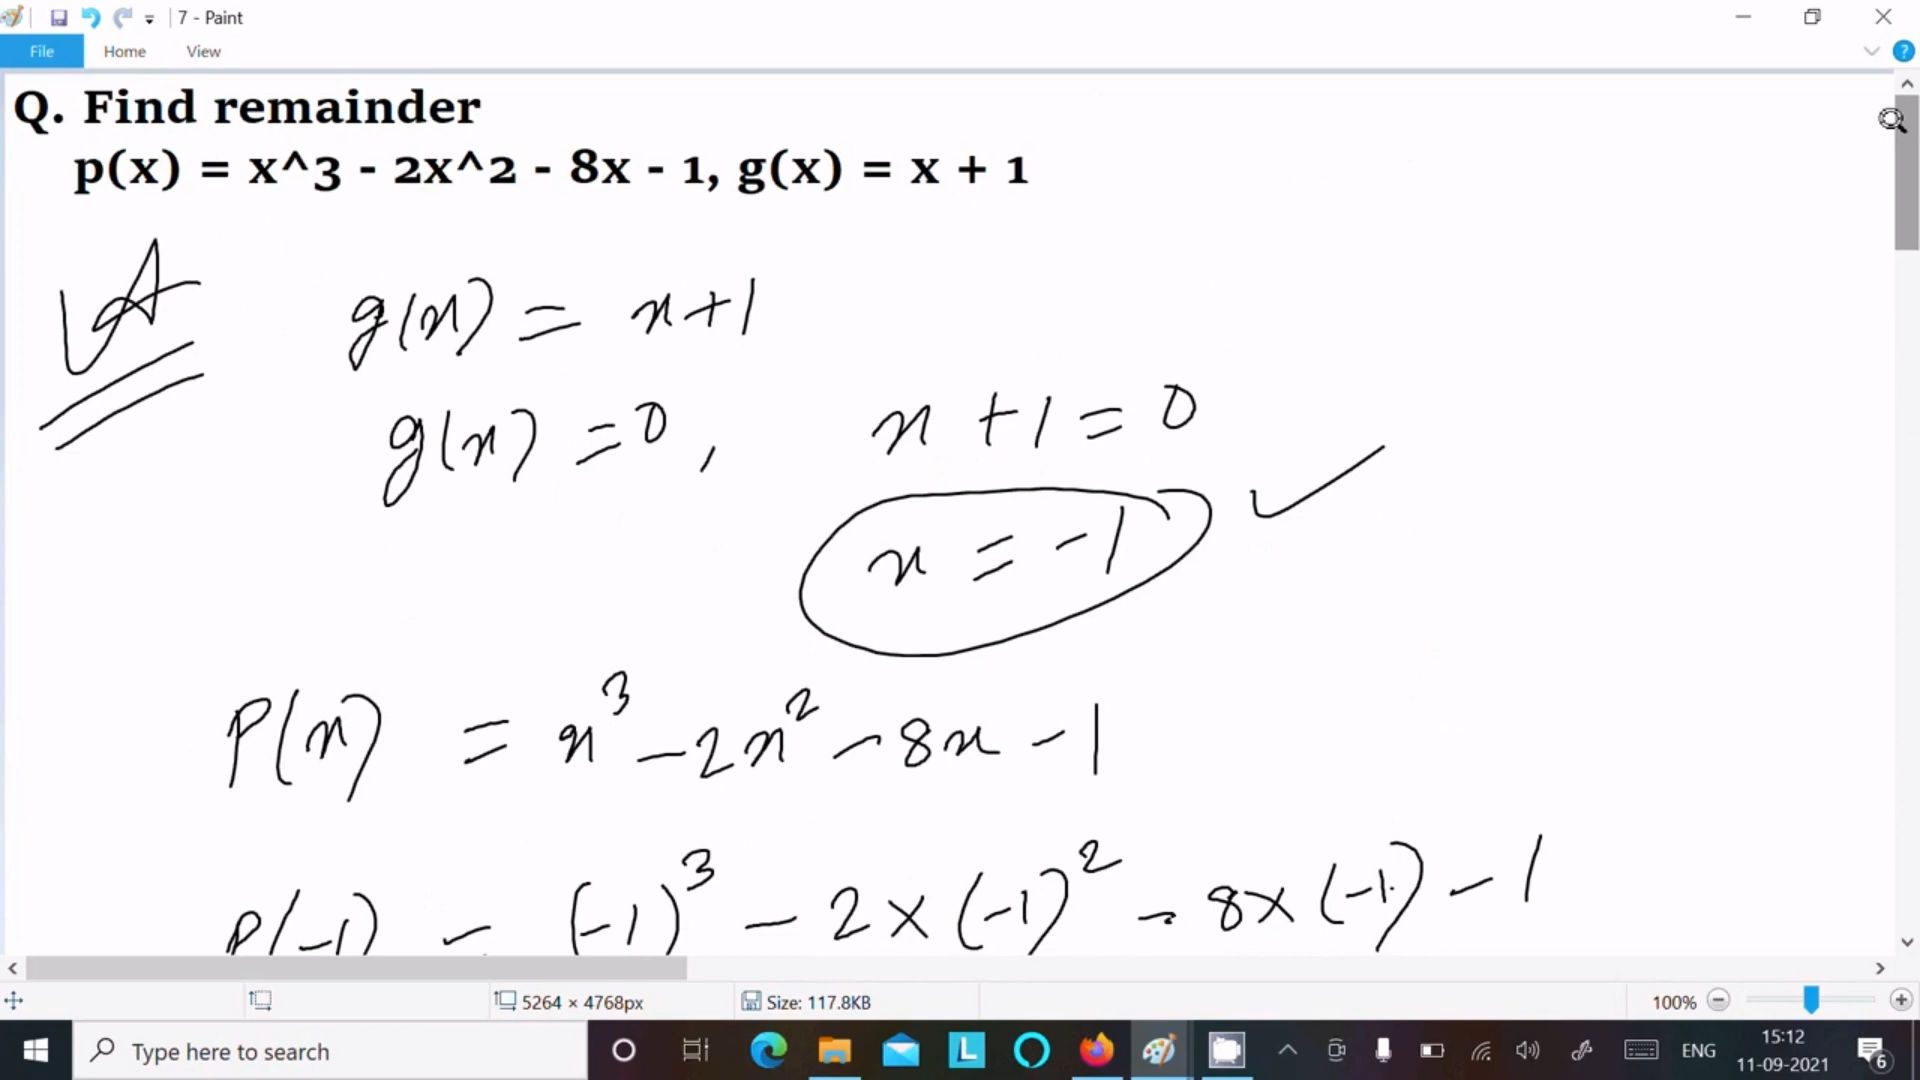 7 - Paint
File Home View
Q. Find remainder
p(x) = x^3 - 2x^2 - 8x - 1, g(x) = x + 1
A
g(x) = x+1
g(x) = 0, x + 1 = 0
x = -1
P(x) = x³ - 2x² - 8x - 1
P(-1) = (-1)³ - 2×(-1)² - 8×(-1) - 1
5264 × 4768px Size: 117.8KB 100%
Type here to search L ENG 15:12
11-09-2021 6